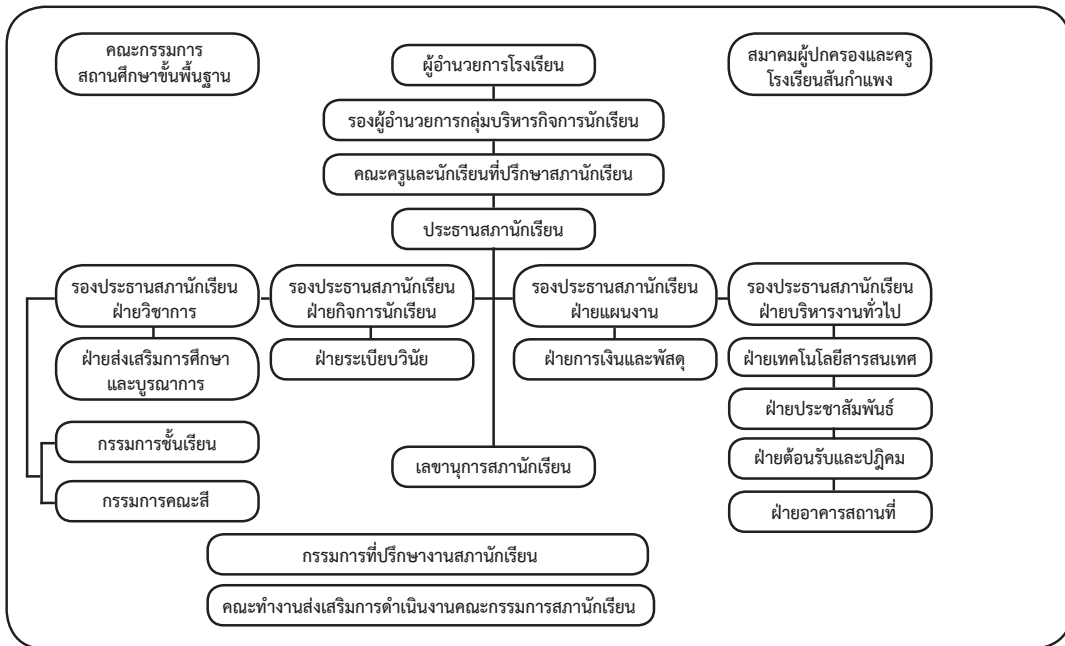 คณะกรรมการ
สถานศึกษาขั้นพื้นฐาน
ผู้อำนวยการโรงเรียน
สมาคมผู้ปกครองและครู
โรงเรียนสันกำแพง
รองผู้อำนวยการกลุ่มบริหารกิจการนักเรียน
คณะครูและนักเรียนที่ปรึกษาสภานักเรียน
ประธานสภานักเรียน
รองประธานสภานักเรียน
ฝ่ายวิชาการ
รองประธานสภานักเรียน
ฝ่ายกิจการนักเรียน
รองประธานสภานักเรียน
ฝ่ายแผนงาน
รองประธานสภานักเรียน
ฝ่ายบริหารงานทั่วไป
ฝ่ายส่งเสริมการศึกษา
และบูรณาการ
ฝ่ายระเบียบวินัย
ฝ่ายการเงินและพัสดุ
ฝ่ายเทคโนโลยีสารสนเทศ
ฝ่ายประชาสัมพันธ์
กรรมการชั้นเรียน
เลขานุการสภานักเรียน
ฝ่ายต้อนรับและปฎิคม
กรรมการคณะสี
ฝ่ายอาคารสถานที่
กรรมการที่ปรึกษางานสภานักเรียน
คณะทำงานส่งเสริมการดำเนินงานคณะกรรมการสภานักเรียน